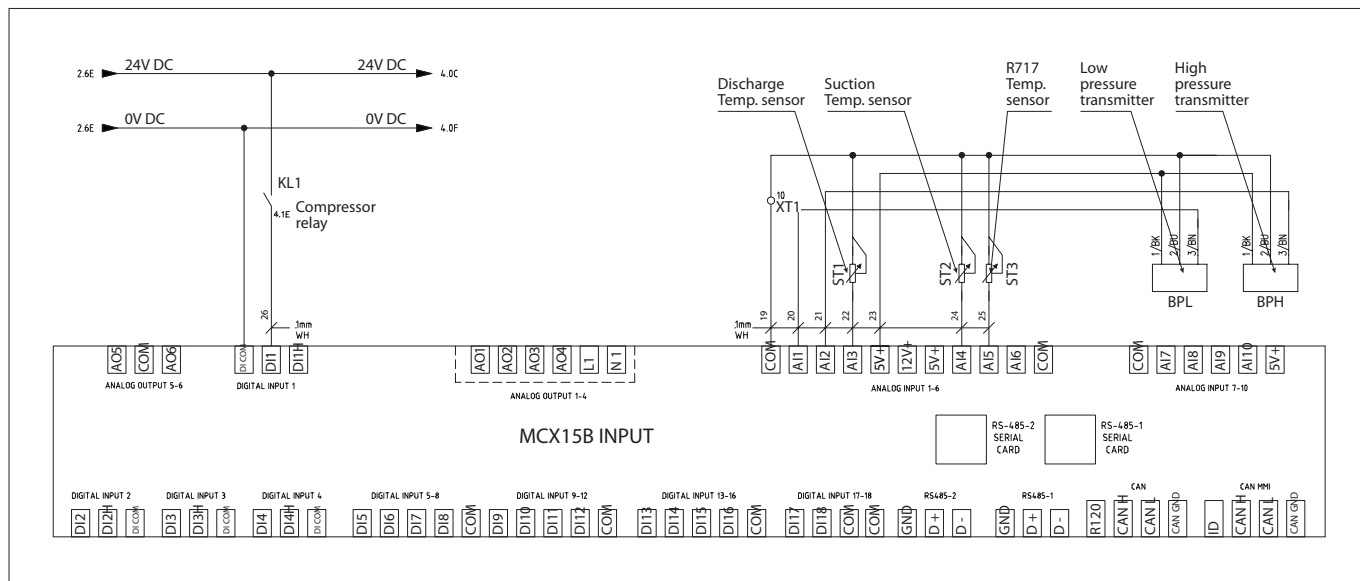 24V DC
24V DC
2.6E
4.0C
0V DC
0V DC
2.6E
4.0F
KL1
4.1E
Compressor
relay
26
1mm
WH
Discharge
Temp. sensor
Suction
Temp. sensor
R717
Temp.
sensor
Low
pressure
transmitter
High
pressure
transmitter
10
XT1
ST1
ST2
ST3
1/BK
2/BU
3/BN
BPL
1/BK
2/BU
3/BN
BPH
1mm
WH
19
20
21
22
23
24
25
AO5
COM
AO6
ANALOG OUTPUT 5-6
DI COM
DI1
DI1H
DIGITAL INPUT 1
AO1
AO2
AO3
AO4
L1
N1
ANALOG OUTPUT 1-4
COM
AI1
AI2
AI3
5V+
12V+
5V+
AI4
AI5
AI6
COM
ANALOG INPUT 1-6
COM
AI7
AI8
AI9
AI10
5V+
ANALOG INPUT 7-10
MCX15B INPUT
RS-485-2
SERIAL
CARD
RS-485-1
SERIAL
CARD
DIGITAL INPUT 2
DI2
DI2H
DI COM
DIGITAL INPUT 3
DI3
DI3H
DI COM
DIGITAL INPUT 4
DI4
DI4H
DI COM
DIGITAL INPUT 5-8
DI5
DI6
DI7
DI8
COM
DIGITAL INPUT 9-12
DI9
DI10
DI11
DI12
COM
DIGITAL INPUT 13-16
DI13
DI14
DI15
DI16
COM
DIGITAL INPUT 17-18
DI17
DI18
COM
COM
RS485-2
GND
D+
D-
RS485-1
GND
D+
D-
CAN
R120
CAN H
CAN L
CAN GND
CAN MMI
ID
CAN H
CAN L
CAN GND